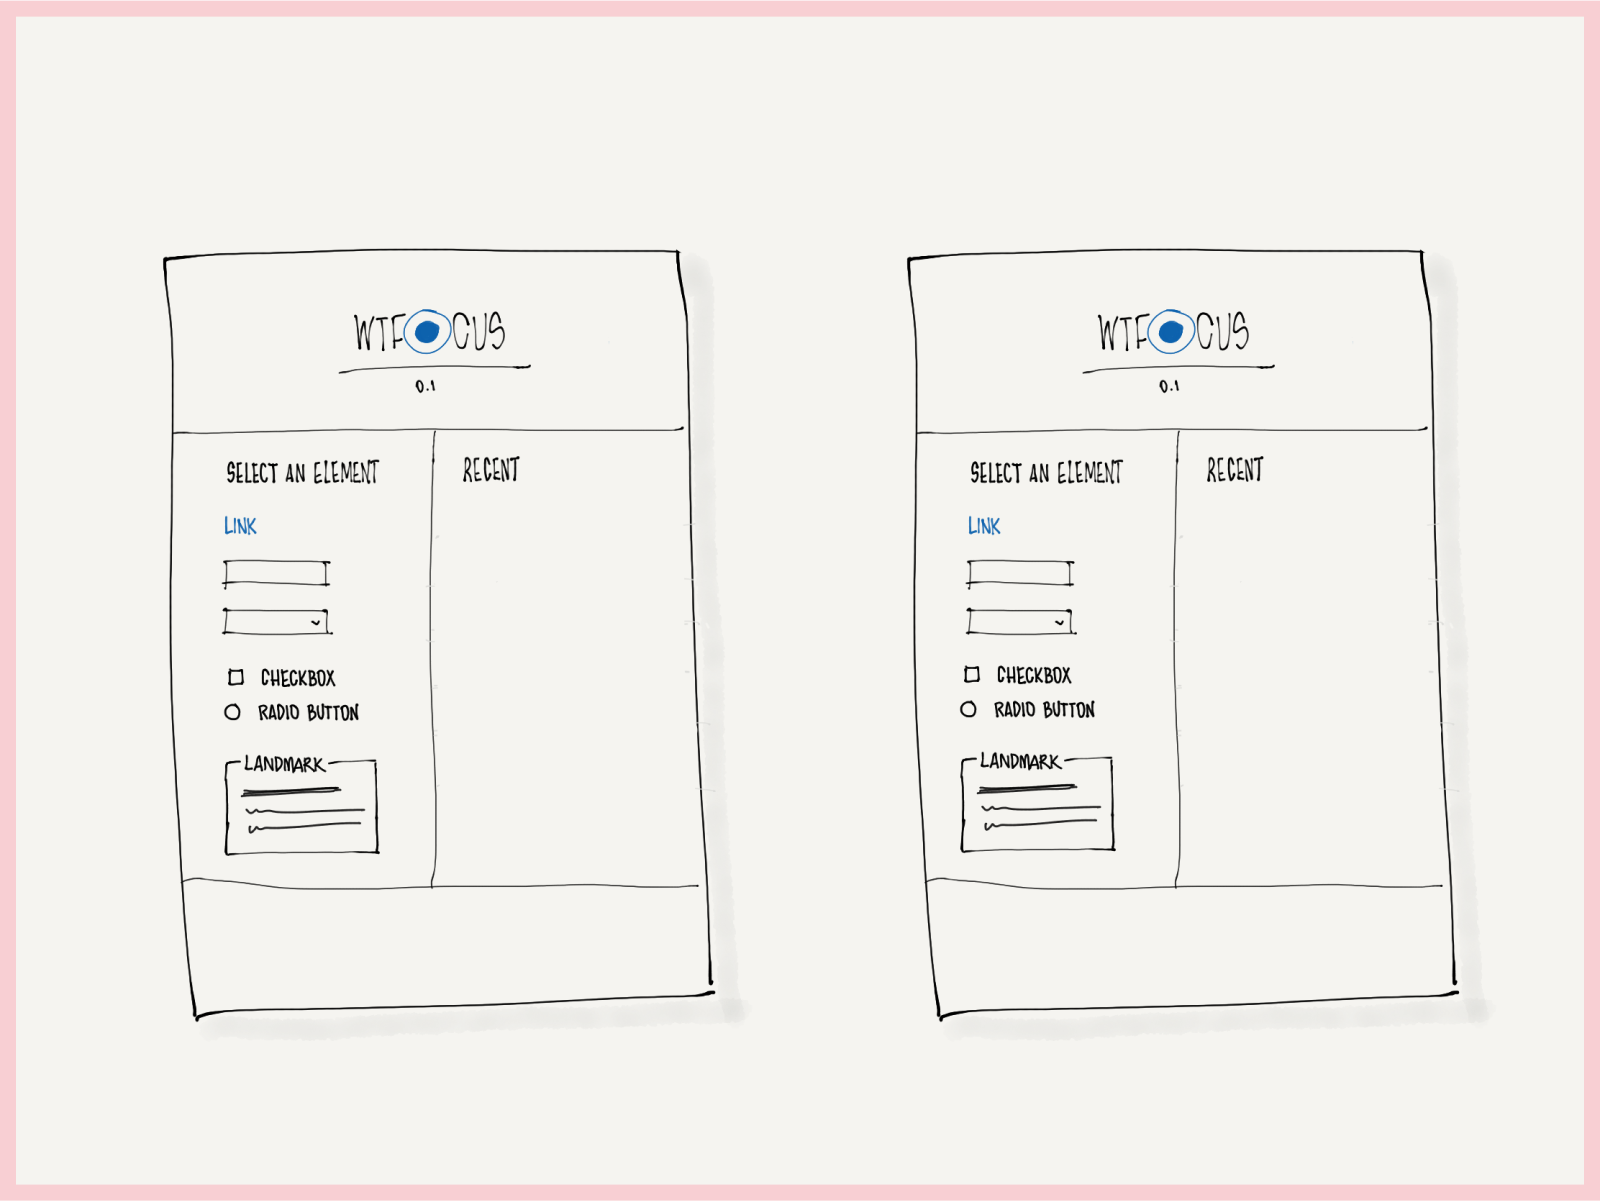 WTFOCUS
0.1
SELECT AN ELEMENT
LINK
CHECKBOX
RADIO BUTTON
LANDMARK
RECENT
WTFOCUS
0.1
SELECT AN ELEMENT
LINK
CHECKBOX
RADIO BUTTON
LANDMARK
RECENT